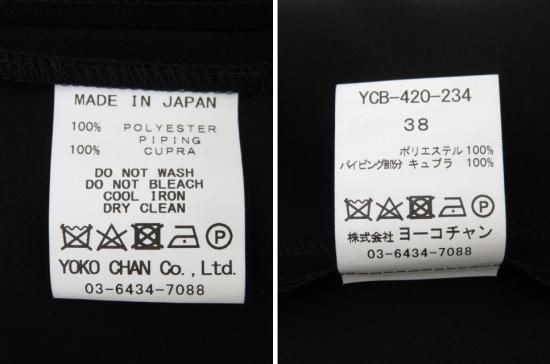 MADE IN JAPAN
100% POLYESTER
PIPING
100% CUPRA
DO NOT WASH
DO NOT BLEACH
COOL IRON
DRY CLEAN
P
YOKO CHAN Co., Ltd.
03-6434-7088
YCB-420-234
38
ポリエステル 100%
パイピング部分 キュプラ 100%
P
株式会社 ヨーコチャン
03-6434-7088